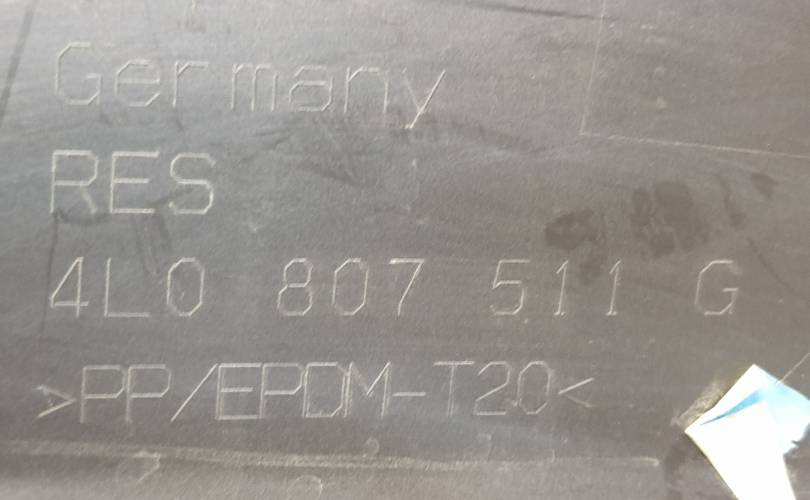 Germany
RES
4L0 807 511 G
>PP/EPDM-T20<